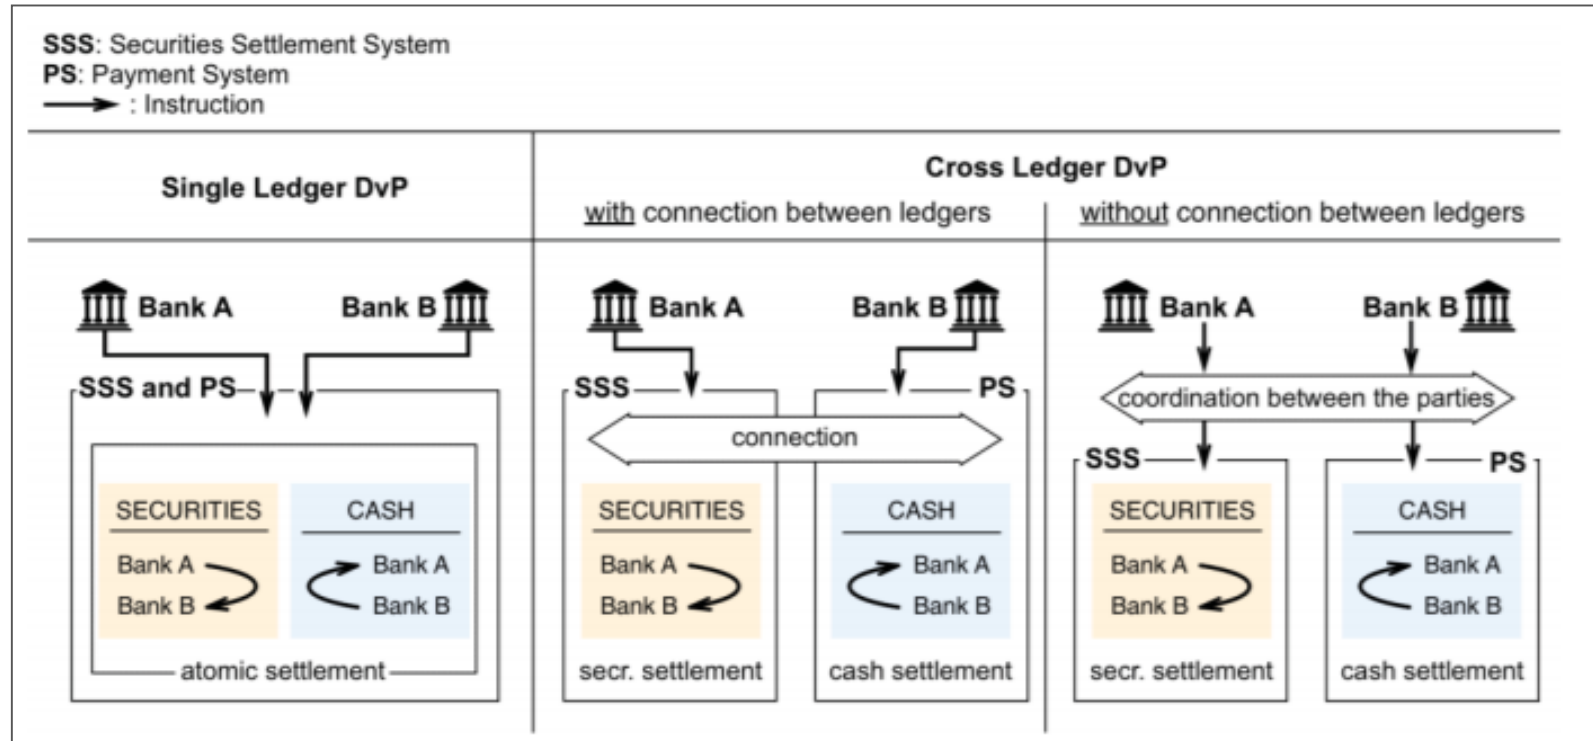 SSS: Securities Settlement System
PS: Payment System
: Instruction
Single Ledger DvP
Cross Ledger DvP
with connection between ledgers
without connection between ledgers
Bank A
Bank B
SSS and PS
SECURITIES
Bank A
Bank B
CASH
Bank A
Bank B
atomic settlement
Bank A
Bank B
SSS
PS
connection
SECURITIES
Bank A
Bank B
secr. settlement
CASH
Bank A
Bank B
cash settlement
Bank A
Bank B
coordination between the parties
SSS
PS
SECURITIES
Bank A
Bank B
secr. settlement
CASH
Bank A
Bank B
cash settlement